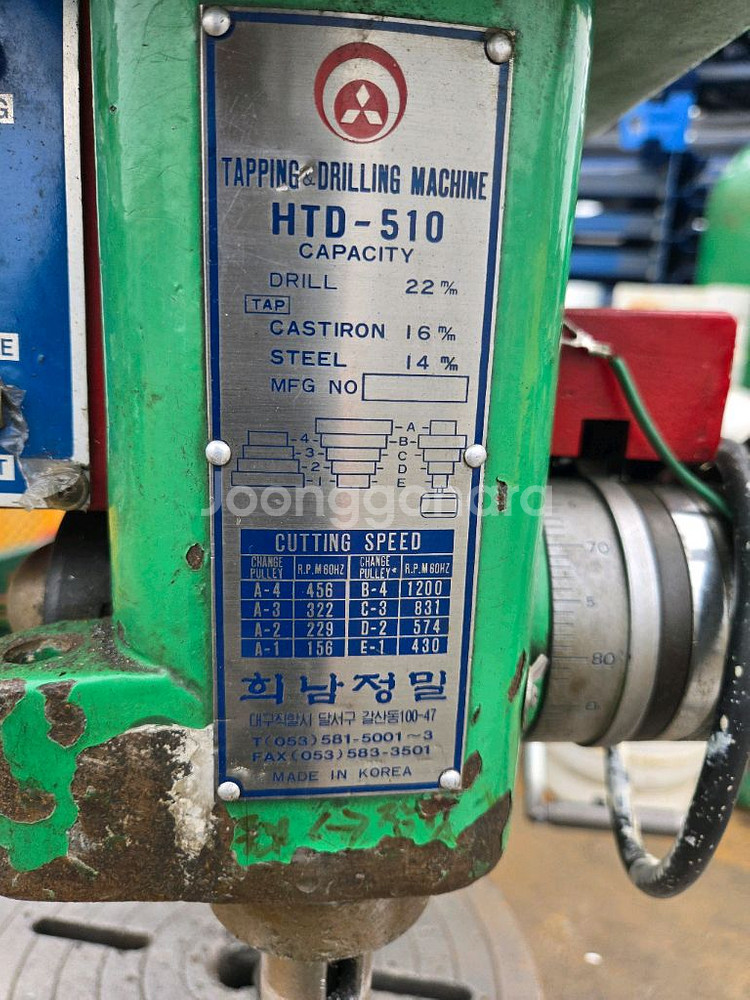 G
E
T
TAPPING & DRILLING MACHINE
HTD-510
CAPACITY
DRILL 22 m/m
TAP
CASTIRON 16 m/m
STEEL 14 m/m
MFG NO
A
4 B
3 C
2 D
1 E
Joonggonara
CUTTING SPEED
CHANGE PULLEY R.P.M 60HZ CHANGE PULLEY R.P.M 60HZ
A-4 456 B-4 1200
A-3 322 C-3 831
A-2 229 D-2 574
A-1 156 E-1 430
희남정밀
대구직할시 달서구 갈산동100-47
T(053)581-5001~3
FAX(053)583-3501
MADE IN KOREA
70
5
80